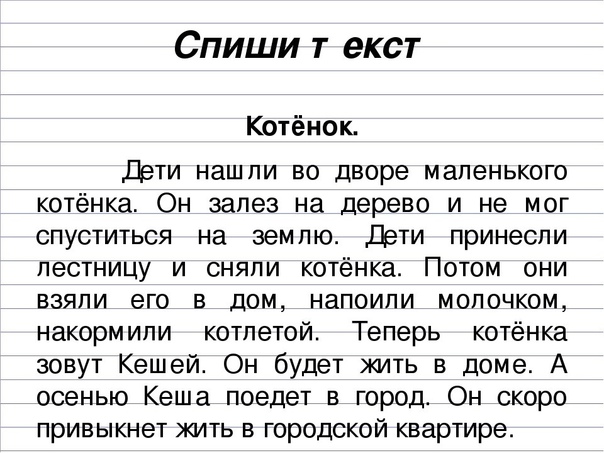 Спиши текст
Котёнок.
Дети нашли во дворе маленького
котёнка. Он залез на дерево и не мог
спуститься на землю. Дети принесли
лестницу и сняли котёнка. Потом они
взяли его в дом, напоили молочком,
накормили котлетой. Теперь котёнка
зовут Кешей. Он будет жить в доме. А
осенью Кеша поедет в город. Он скоро
привыкнет жить в городской квартире.